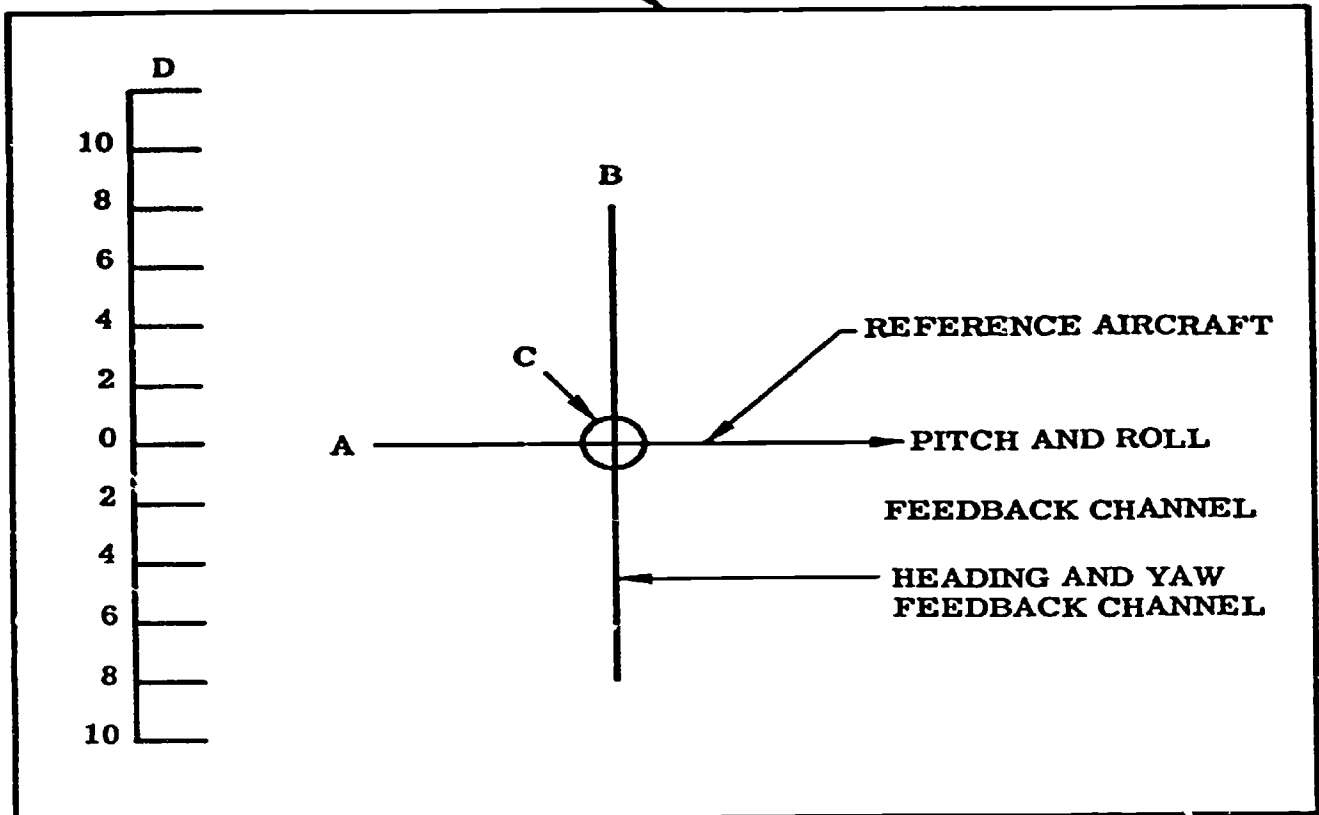 D
10
8
6
4
2
0
2
4
6
8
10
B
C
A
REFERENCE AIRCRAFT
PITCH AND ROLL
FEEDBACK CHANNEL
HEADING AND YAW
FEEDBACK CHANNEL